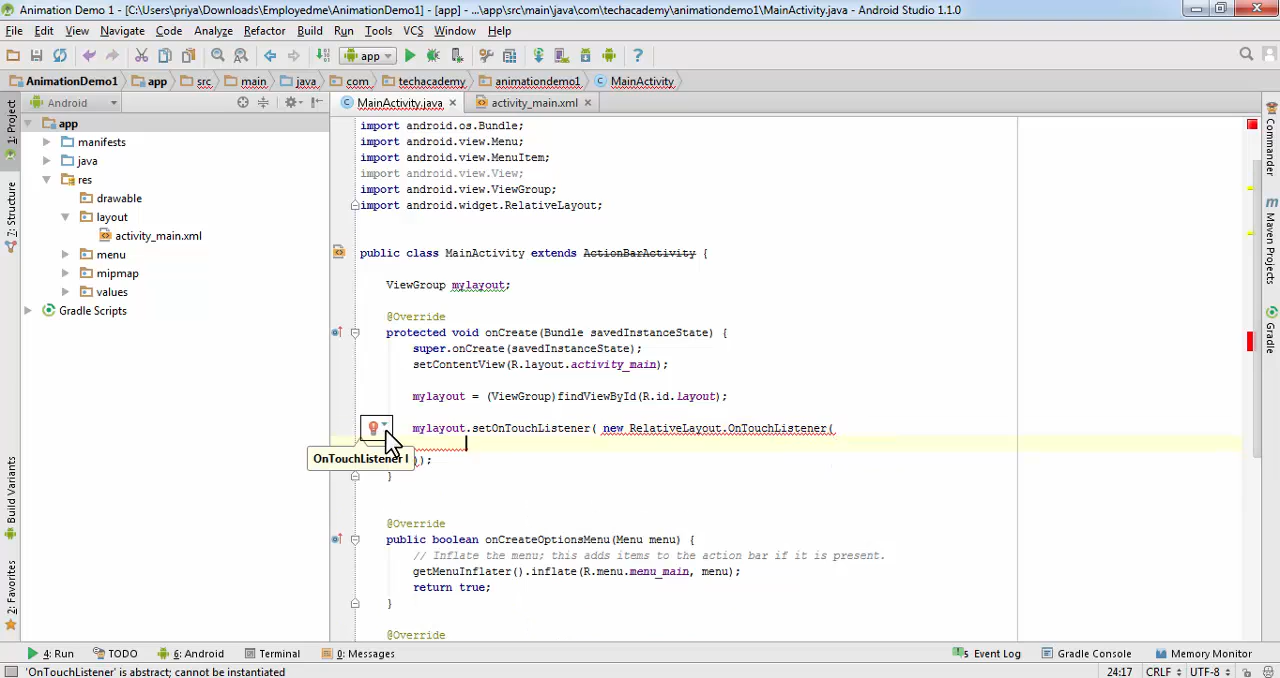 Animation Demo 1 - [C:\Users\priya\Downloads\Employedme\AnimationDemo1] - [app] - ...\app\src\main\java\com\techacademy\animationdemo1\MainActivity.java - Android Studio 1.1.0
File Edit View Navigate Code Analyze Refactor Build Run Tools VCS Window Help
app
AnimationDemo1 app src main java com techacademy animationdemo1 MainActivity
Android
MainActivity.java
activity_main.xml
1: Project
7: Structure
Build Variants
2: Favorites
app
manifests
java
res
drawable
layout
activity_main.xml
menu
mipmap
values
Gradle Scripts
import android.os.Bundle;
import android.view.Menu;
import android.view.MenuItem;
import android.view.View;
import android.view.ViewGroup;
import android.widget.RelativeLayout;
public class MainActivity extends ActionBarActivity {
ViewGroup mylayout;
@Override
protected void onCreate(Bundle savedInstanceState) {
super.onCreate(savedInstanceState);
setContentView(R.layout.activity_main);
mylayout = (ViewGroup)findViewById(R.id.Layout);
mylayout.setOnTouchListener( new RelativeLayout.OnTouchListener(
OnTouchListener l
));
}
@Override
public boolean onCreateOptionsMenu(Menu menu) {
// Inflate the menu; this adds items to the action bar if it is present.
getMenuInflater().inflate(R.menu.menu_main, menu);
return true;
}
@Override
Commander
Maven Projects
Gradle
4: Run TODO 6: Android Terminal 0: Messages
5 Event Log Gradle Console Memory Monitor
'OnTouchListener' is abstract; cannot be instantiated
24:17 CRLF UTF-8